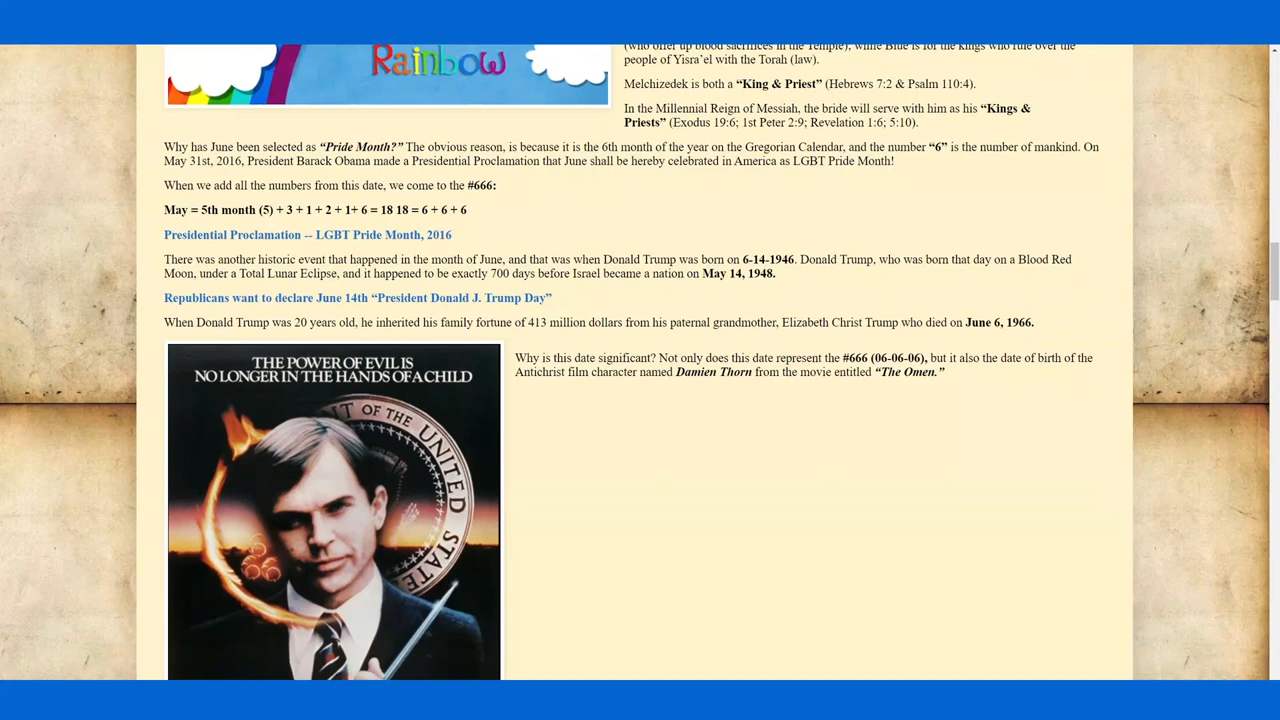 Rainbow
(who offer up blood sacrifices in the Temple), while Blue is for the kings who rule over the
people of Yisra'el with the Torah (law).
Melchizedek is both a “King & Priest” (Hebrews 7:2 & Psalm 110:4).
In the Millennial Reign of Messiah, the bride will serve with him as his “Kings &
Priests” (Exodus 19:6; 1st Peter 2:9; Revelation 1:6; 5:10).
Why has June been selected as “Pride Month?” The obvious reason, is because it is the 6th month of the year on the Gregorian Calendar, and the number “6” is the number of mankind. On
May 31st, 2016, President Barack Obama made a Presidential Proclamation that June shall be hereby celebrated in America as LGBT Pride Month!
When we add all the numbers from this date, we come to the #666:
May = 5th month (5) + 3 + 1 + 2 + 1+ 6 = 18 18 = 6 + 6 + 6
Presidential Proclamation -- LGBT Pride Month, 2016
There was another historic event that happened in the month of June, and that was when Donald Trump was born on 6-14-1946. Donald Trump, who was born that day on a Blood Red
Moon, under a Total Lunar Eclipse, and it happened to be exactly 700 days before Israel became a nation on May 14, 1948.
Republicans want to declare June 14th “President Donald J. Trump Day”
When Donald Trump was 20 years old, he inherited his family fortune of 413 million dollars from his paternal grandmother, Elizabeth Christ Trump who died on June 6, 1966.
THE POWER OF EVIL IS
NO LONGER IN THE HANDS OF A CHILD
T OF THE UNITED STATE
Why is this date significant? Not only does this date represent the #666 (06-06-06), but it also the date of birth of the
Antichrist film character named Damien Thorn from the movie entitled “The Omen.”